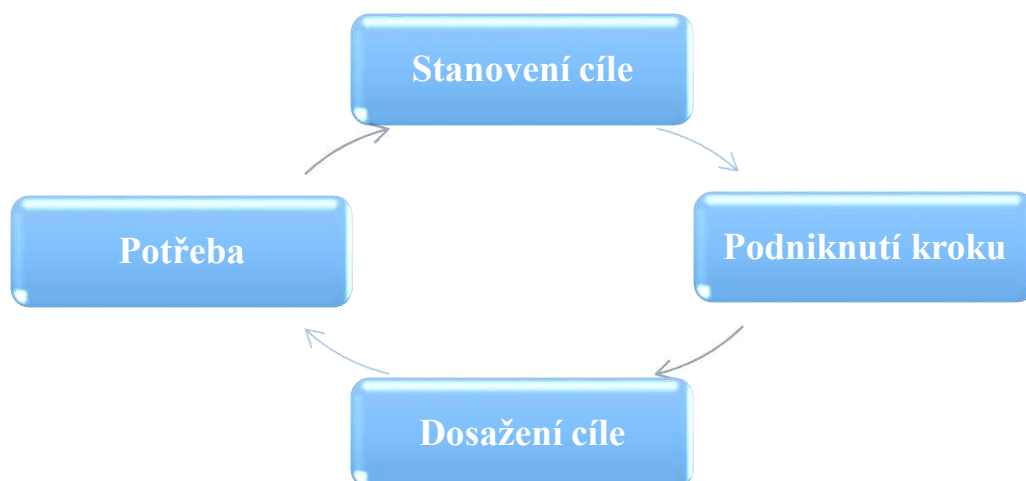 Stanovení cíle
Potřeba
Podniknutí kroku
Dosažení cíle